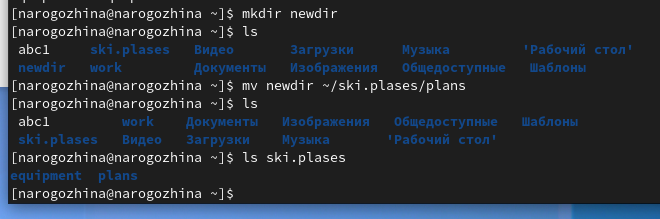 [narogozhina@narogozhina ~]$ mkdir newdir
[narogozhina@narogozhina ~]$ ls
abc1     ski.plases   Видео       Загрузки      Музыка         'Рабочий стол'
newdir   work         Документы   Изображения   Общедоступные   Шаблоны
[narogozhina@narogozhina ~]$ mv newdir ~/ski.plases/plans
[narogozhina@narogozhina ~]$ ls
abc1         work    Документы   Изображения   Общедоступные   Шаблоны
ski.plases   Видео   Загрузки    Музыка       'Рабочий стол'
[narogozhina@narogozhina ~]$ ls ski.plases
equipment  plans
[narogozhina@narogozhina ~]$